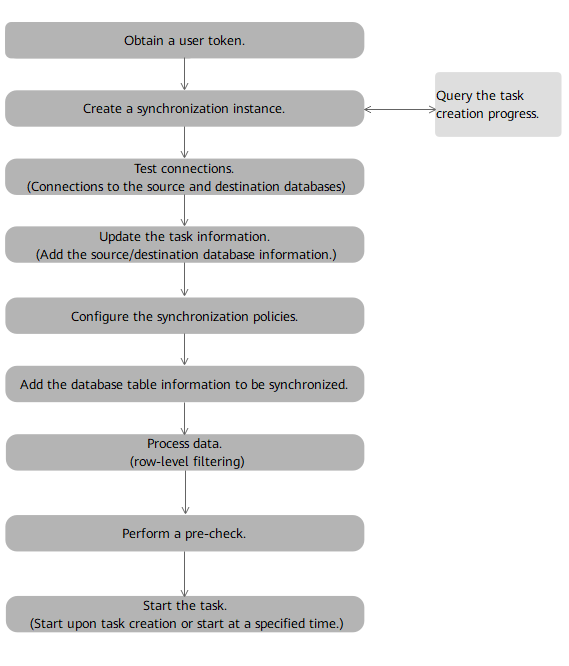 Obtain a user token.
Create a synchronization instance.
Query the task
creation progress.
Test connections.
(Connections to the source and destination databases)
Update the task information.
(Add the source/destination database information.)
Configure the synchronization policies.
Add the database table information to be synchronized.
Process data.
(row-level filtering)
Perform a pre-check.
Start the task.
(Start upon task creation or start at a specified time.)